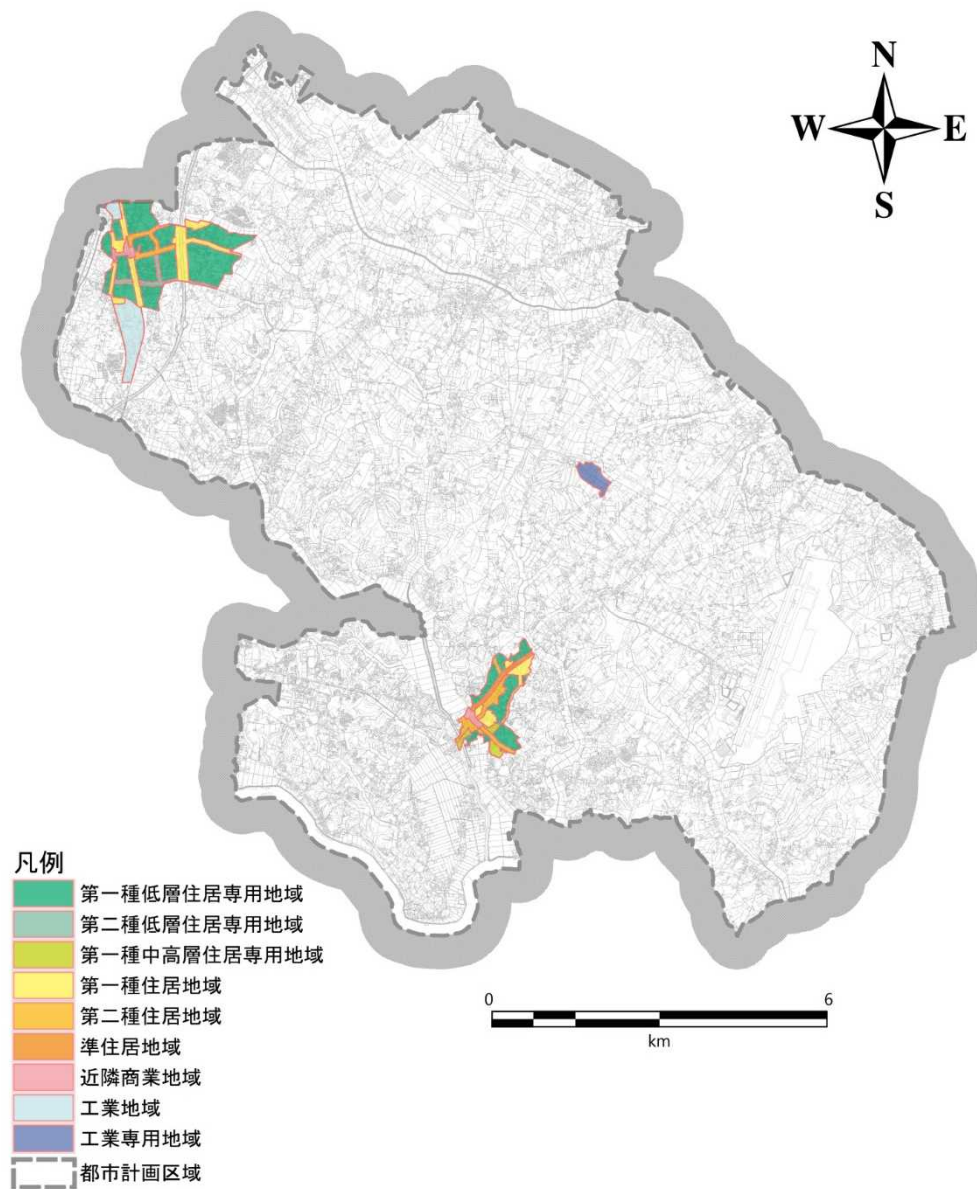 N
W E
S
凡例
第一種低層住居専用地域
第二種低層住居専用地域
第一種中高層住居専用地域
第一種住居地域
第二種住居地域
準住居地域
近隣商業地域
工業地域
工業専用地域
都市計画区域
0 6
km